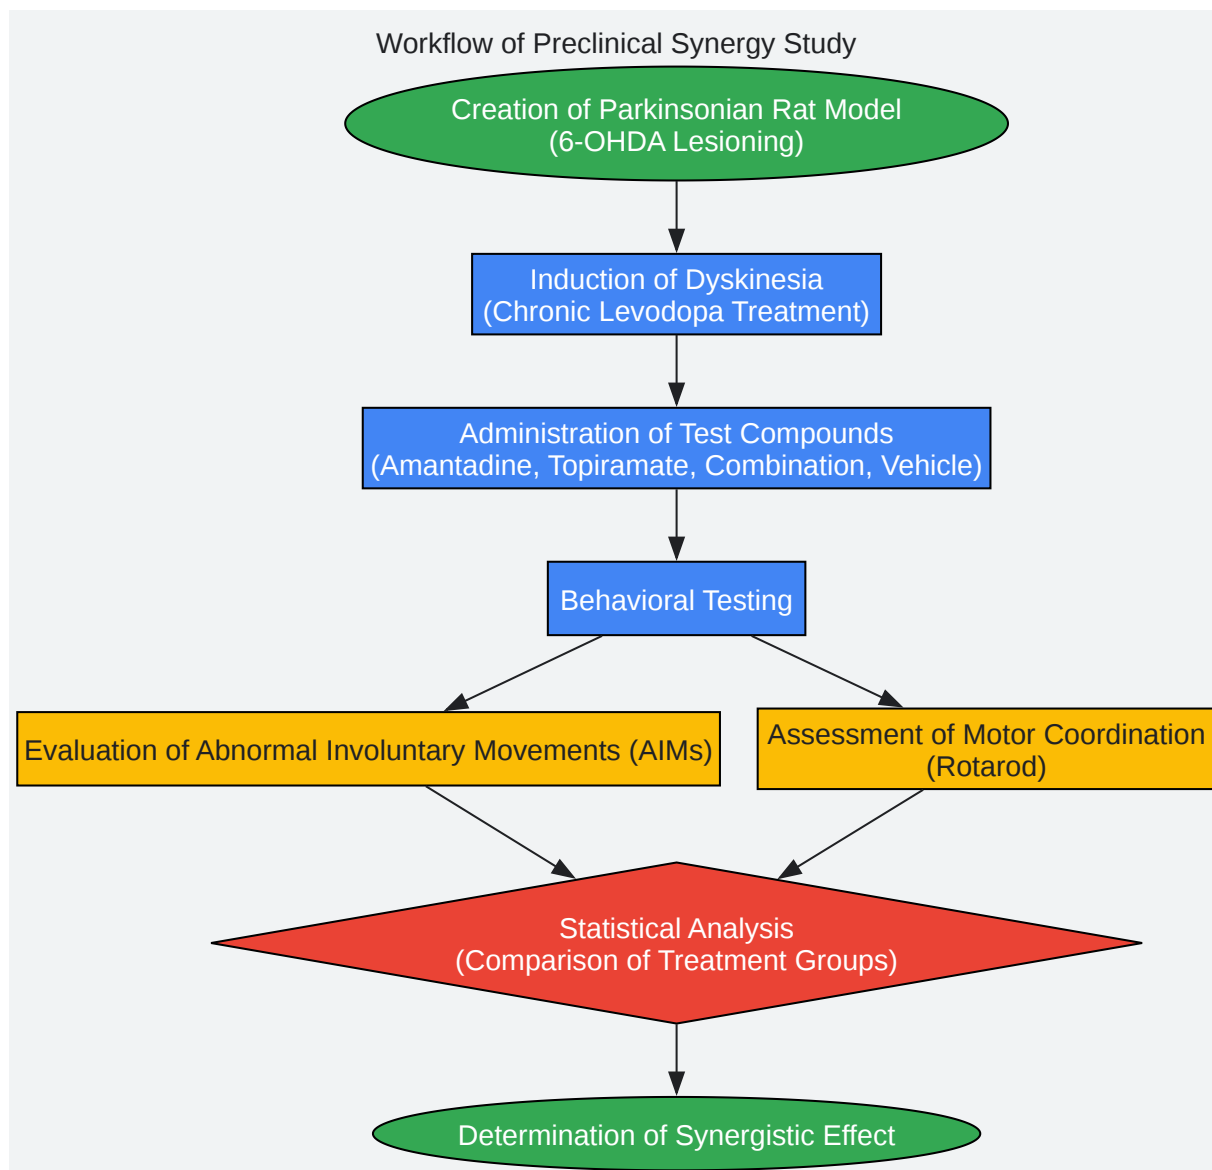 Workflow of Preclinical Synergy Study
Creation of Parkinsonian Rat Model
(6-OHDA Lesioning)
Induction of Dyskinesia
(Chronic Levodopa Treatment)
Administration of Test Compounds
(Amantadine, Topiramate, Combination, Vehicle)
Behavioral Testing
Evaluation of Abnormal Involuntary Movements (AIMs)
Assessment of Motor Coordination
(Rotarod)
Statistical Analysis
(Comparison of Treatment Groups)
Determination of Synergistic Effect